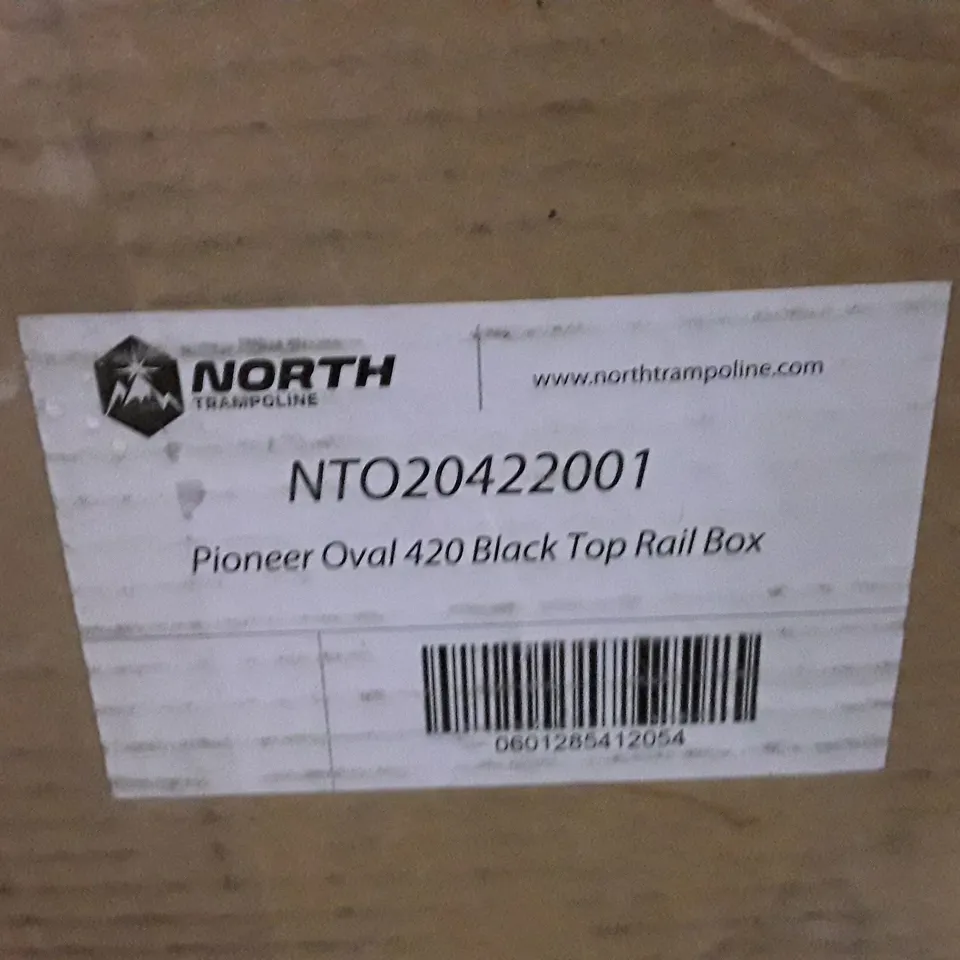 NORTH
TRAMPOLINE
www.northtrampoline.com
NTO20422001
Pioneer Oval 420 Black Top Rail Box
0601285412054